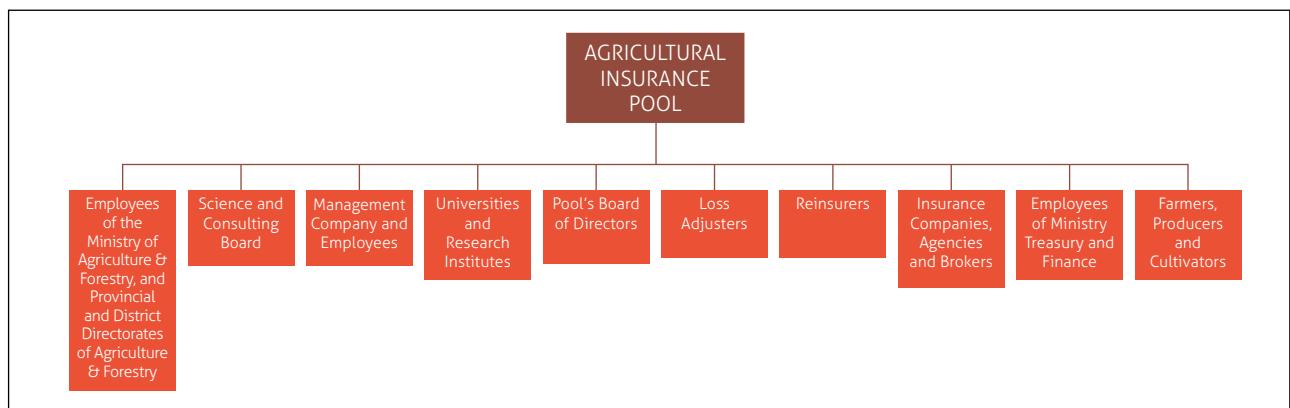 AGRICULTURAL
INSURANCE
POOL
Employees
of the
Ministry of
Agriculture &
Forestry, and
Provincial
and District
Directorates
of Agriculture
& Forestry
Science and
Consulting
Board
Management
Company and
Employees
Universities
and
Research
Institutes
Pool's Board
of Directors
Loss
Adjusters
Reinsurers
Insurance
Companies,
Agencies
and Brokers
Employees
of Ministry
Treasury and
Finance
Farmers,
Producers
and
Cultivators